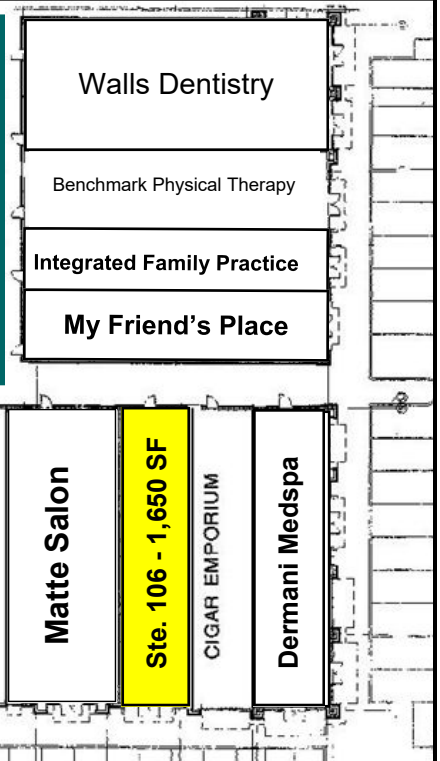 Walls Dentistry
Benchmark Physical Therapy
Integrated Family Practice
My Friend's Place
Matte Salon
Ste. 106 - 1,650 SF
CIGAR EMPORIUM
Dermani Medspa